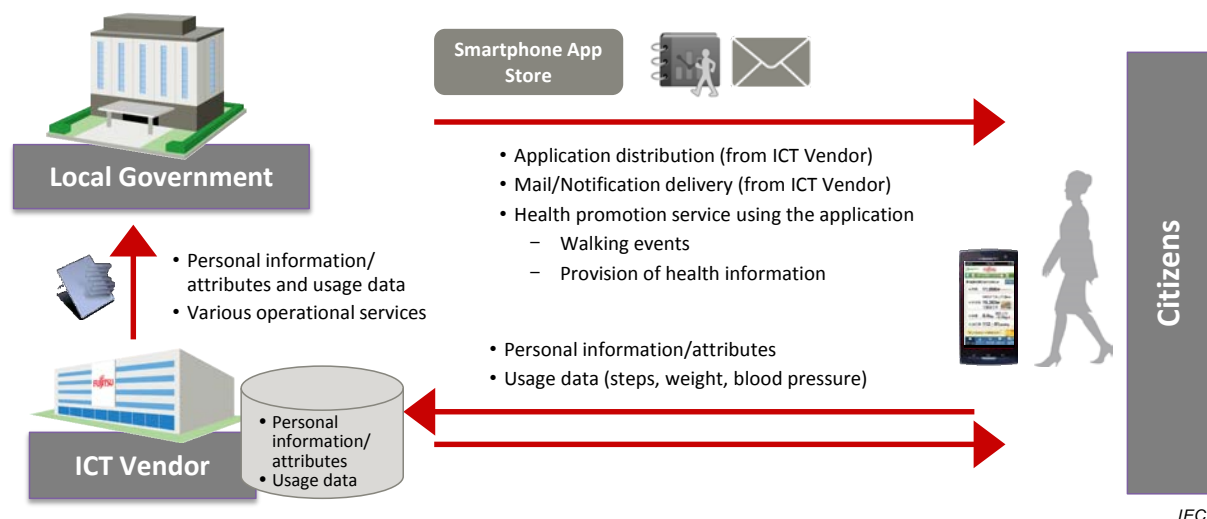 Smartphone App
Store
Local Government
• Application distribution (from ICT Vendor)
• Mail/Notification delivery (from ICT Vendor)
• Health promotion service using the application
– Walking events
– Provision of health information
• Personal information/
attributes and usage data
• Various operational services
Citizens
• Personal information/attributes
• Usage data (steps, weight, blood pressure)
FUJITSU
• Personal
information/
attributes
• Usage data
ICT Vendor
IEC